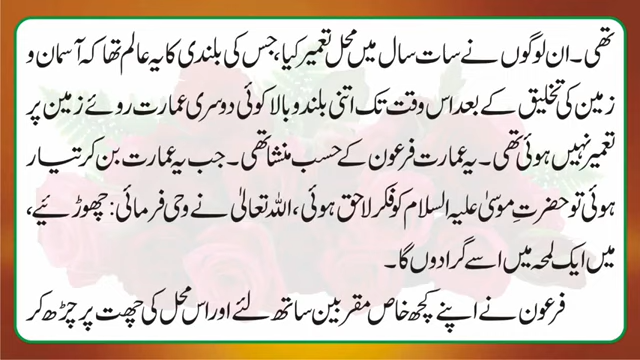 تھی۔ ان لوگوں نے سات سال میں محل تعمیر کیا، جس کی بلندی کا یہ عالم تھا کہ آسمان و
زمین کی تخلیق کے بعد اس وقت تک اتنی بلند و بالا کوئی دوسری عمارت روئے زمین پر
تعمیر نہیں ہوئی تھی۔ یہ عمارت فرعون کے حسب منشا تھی۔ جب یہ عمارت بن کر تیار
ہوئی تو حضرتِ موسیٰ علیہ السلام کو فکر لاحق ہوئی، اللہ تعالیٰ نے وحی فرمائی: چھوڑئیے،
میں ایک لمحہ میں اسے گرا دوں گا۔
فرعون نے اپنے کچھ خاص مقربین ساتھ لئے اور اس محل کی چھت پر چڑھ کر